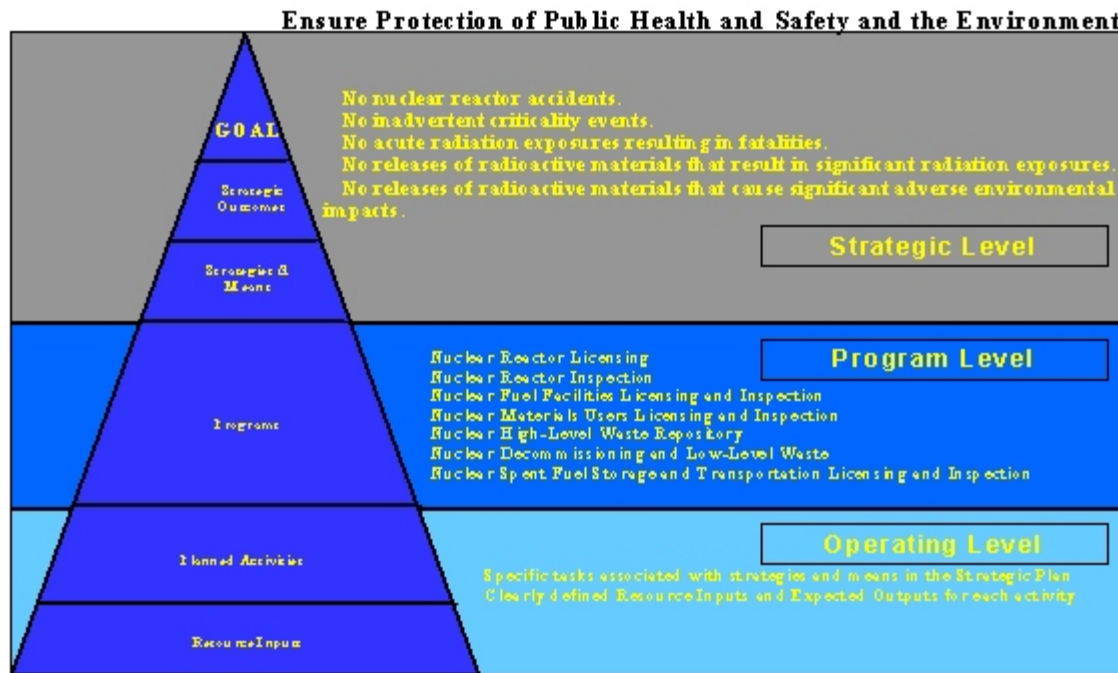 Ensure Protection of Public Health and Safety and the Environment
GOAL
Strategic
Outcomes
Strategies &
Means
Programs
Planned Activities
Resource Inputs
No nuclear reactor accidents.
No inadvertent criticality events.
No acute radiation exposures resulting in fatalities.
No releases of radioactive materials that result in significant radiation exposures.
No releases of radioactive materials that cause significant adverse environmental
impacts.
Strategic Level
Program Level
Nuclear Reactor Licensing
Nuclear Reactor Inspection
Nuclear Fuel Facilities Licensing and Inspection
Nuclear Materials Users Licensing and Inspection
Nuclear High-Level Waste Repository
Nuclear Decommissioning and Low-Level Waste
Nuclear Spent Fuel Storage and Transportation Licensing and Inspection
Operating Level
Specific tasks associated with strategies and means in the Strategic Plan
Clearly defined Resource Inputs and Expected Outputs for each activity